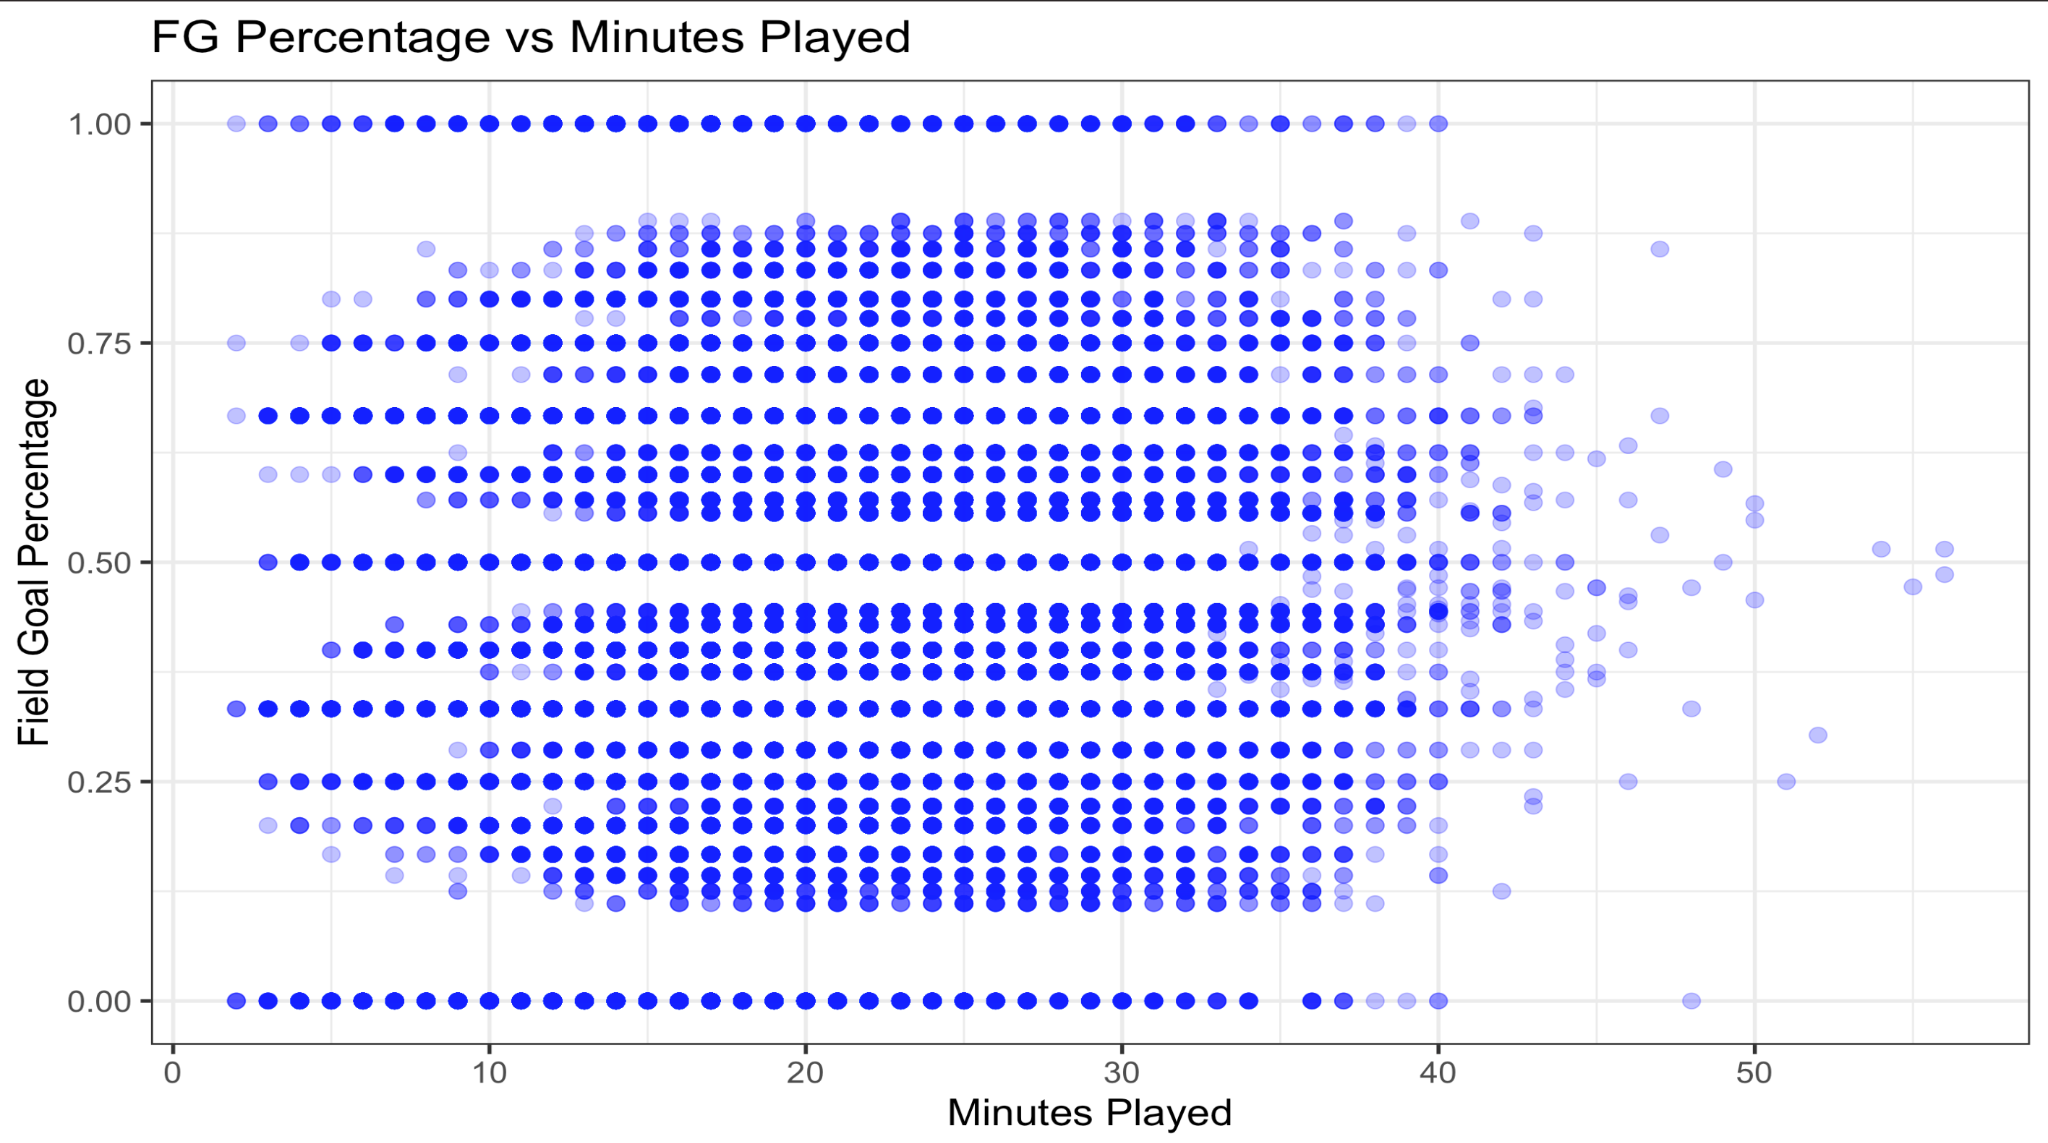 FG Percentage vs Minutes Played
1.00
0.75
0.50
0.25
0.00
Field Goal Percentage
0 10 20 30 40 50
Minutes Played